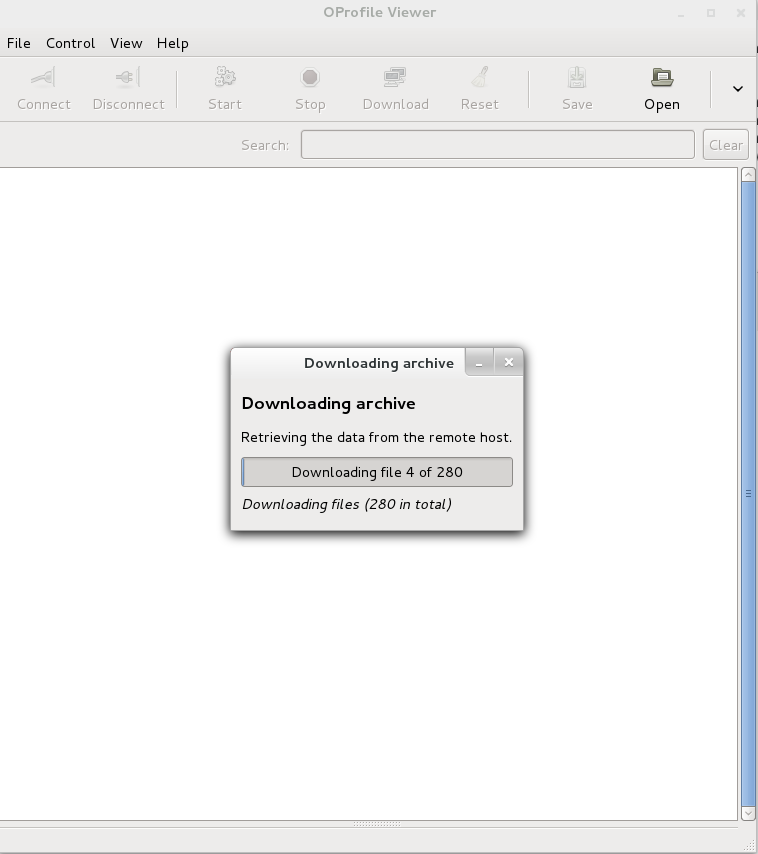 OProfile Viewer
File Control View Help
Connect Disconnect Start Stop Download Reset Save Open
Search: Clear
Downloading archive
Downloading archive
Retrieving the data from the remote host.
Downloading file 4 of 280
Downloading files (280 in total)